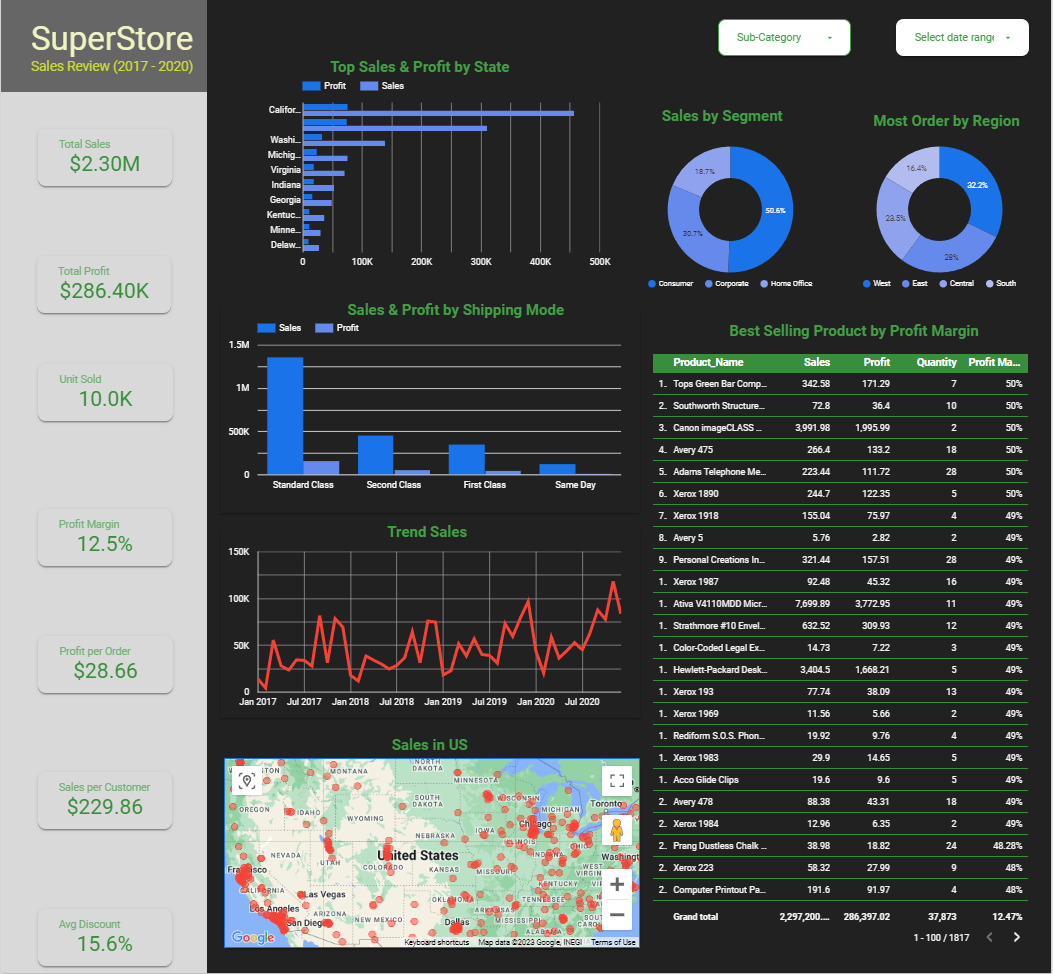 SuperStore
Sales Review (2017 - 2020)
Sub-Category
Select date range
Total Sales
$2.30M
Total Profit
$286.40K
Unit Sold
10.0K
Profit Margin
12.5%
Profit per Order
$28.66
Sales per Customer
$229.86
Avg Discount
15.6%
Top Sales & Profit by State
Profit Sales
Califor...
Washi...
Michig...
Virginia
Indiana
Georgia
Kentuc...
Minne...
Delaw...
0 100K 200K 300K 400K 500K
Sales by Segment
18.7%
50.6%
30.7%
Consumer Corporate Home Office
Most Order by Region
16.4%
32.2%
23.5%
28%
West East Central South
Sales & Profit by Shipping Mode
Sales Profit
1.5M
1M
500K
0
Standard Class Second Class First Class Same Day
Trend Sales
150K
100K
50K
0
Jan 2017 Jul 2017 Jan 2018 Jul 2018 Jan 2019 Jul 2019 Jan 2020 Jul 2020
Sales in US
MONTANA
NORTH DAKOTA
MINNESOTA
OREGON
IDAHO
WYOMING
SOUTH DAKOTA
WISCONSIN
MICHIGAN
Toronto
NEBRASKA
IOWA
Chicago
ILLINOIS
NEVADA
UTAH
COLORADO
United States
KANSAS
MISSOURI
INDIANA
WEST VIRGINIA
Washingt
KENTUCKY
CALIFORNIA
Las Vegas
Los Angeles
San Diego
ARIZONA
NEW MEXICO
OKLAHOMA
ARKANSAS
TENNESSEE
MISSISSIPPI
ALABAMA
Dallas
Google
Keyboard shortcuts Map data ©2023 Google, INEGI Terms of Use
Best Selling Product by Profit Margin
Product_Name Sales Profit Quantity Profit Ma...
1. Tops Green Bar Comp... 342.58 171.29 7 50%
2. Southworth Structure... 72.8 36.4 10 50%
3. Canon imageCLASS ... 3,991.98 1,995.99 2 50%
4. Avery 475 266.4 133.2 18 50%
5. Adams Telephone Me... 223.44 111.72 28 50%
6. Xerox 1890 244.7 122.35 5 50%
7. Xerox 1918 155.04 75.97 4 49%
8. Avery 5 5.76 2.82 2 49%
9. Personal Creations In... 321.44 157.51 28 49%
1. Xerox 1987 92.48 45.32 16 49%
1. Ativa V4110MDD Micr... 7,699.89 3,772.95 11 49%
1. Strathmore #10 Envel... 632.52 309.93 12 49%
1. Color-Coded Legal Ex... 14.73 7.22 3 49%
1. Hewlett-Packard Desk... 3,404.5 1,668.21 5 49%
1. Xerox 193 77.74 38.09 13 49%
1. Xerox 1969 11.56 5.66 2 49%
1. Rediform S.O.S. Phon... 19.92 9.76 4 49%
1. Xerox 1983 29.9 14.65 5 49%
1. Acco Glide Clips 19.6 9.6 5 49%
2. Avery 478 88.38 43.31 18 49%
2. Xerox 1984 12.96 6.35 2 49%
2. Prang Dustless Chalk ... 38.98 18.82 24 48.28%
2. Xerox 223 58.32 27.99 9 48%
2. Computer Printout Pa... 191.6 91.97 4 48%
Grand total 2,297,200.... 286,397.02 37,873 12.47%
1 - 100 / 1817